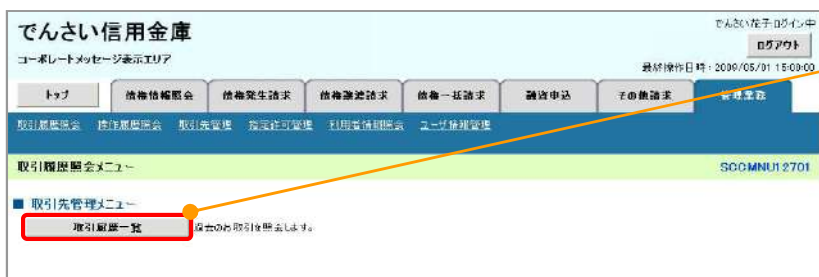 でんさい信用金庫
でんさい花子ログイン中
ログアウト
コーポレートメッセージ表示エリア
最終操作日時：2009/05/01 15:00:00
トップ 債権情報照会 債権発生請求 債権譲渡請求 債権一括請求 融資申込 その他請求 管理業務
取引履歴照会 操作履歴照会 取引先管理 指定許可管理 利用者情報照会 ユーザ情報管理
取引履歴照会メニュー SCCMNU12701
■ 取引先管理メニュー
取引履歴一覧 過去のお取引を照会します。